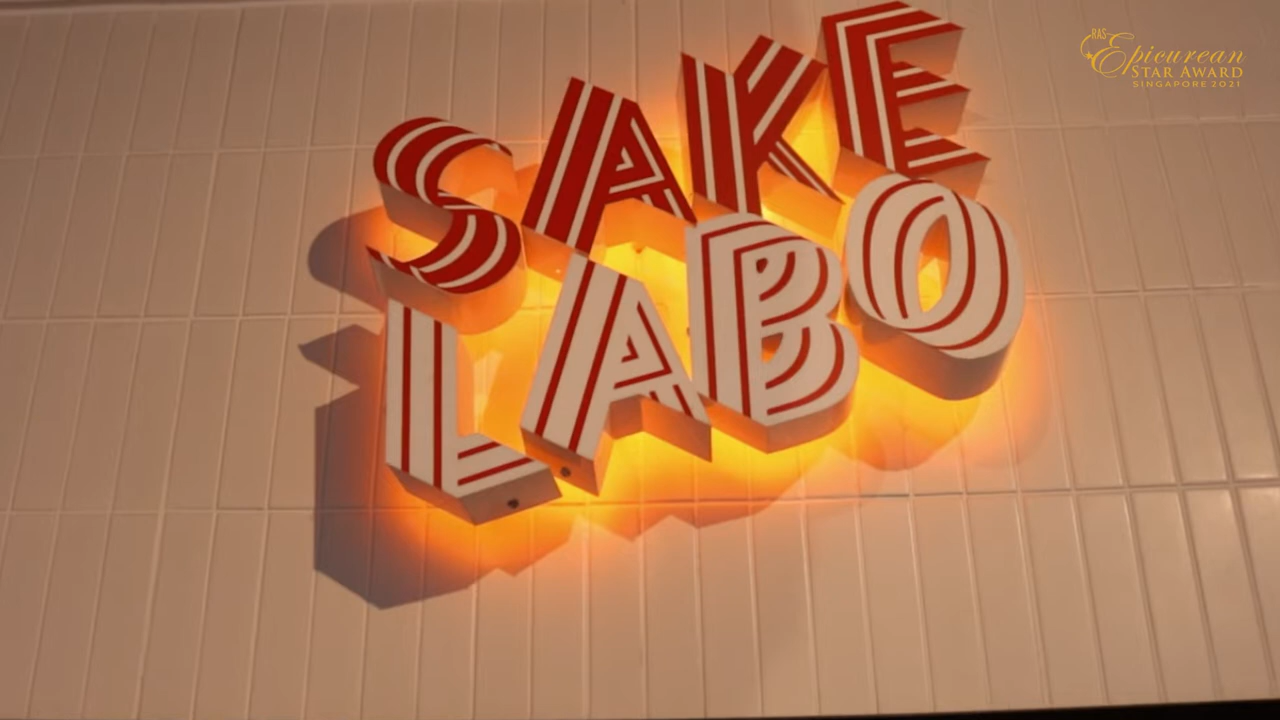 SAKE
LABO
RAS
Epicurean
STAR AWARD
SINGAPORE 2021